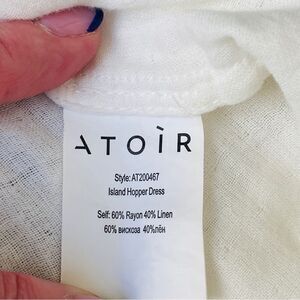 ATOÌR
Style: AT200467
Island Hopper Dress
Self: 60% Rayon 40% Linen
60% вискоза 40%лён